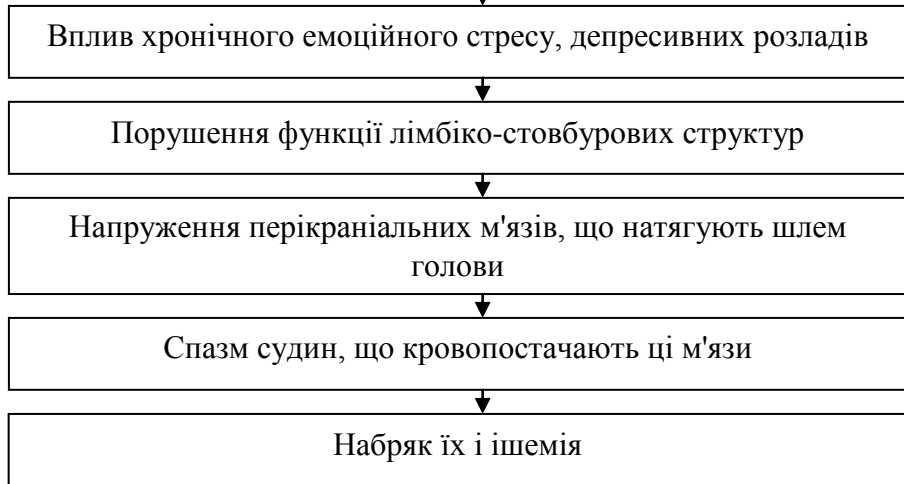 Вплив хронічного емоційного стресу, депресивних розладів
Порушення функції лімбіко-стовбурових структур
Напруження перікраніальних м'язів, що натягують шлем
голови
Спазм судин, що кровопостачають ці м'язи
Набряк їх і ішемія